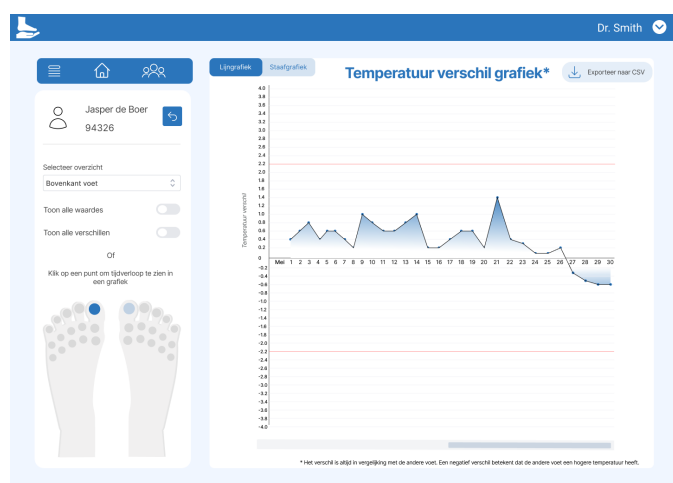 Dr. Smith
Jasper de Boer
94326
Selecteer overzicht
Bovenkant voet
Toon alle waardes
Toon alle verschillen
Of
Klik op een punt om tijdverloop te zien in
een grafiek
Lijngrafiek
Staafgrafiek
Temperatuur verschil grafiek*
Exporteer naar CSV
Temperatuur verschil
4.0
3.8
3.6
3.4
3.2
3.0
2.8
2.6
2.4
2.2
2.0
1.8
1.6
1.4
1.2
1.0
0.8
0.6
0.4
0.2
0
Mei 1 2 3 4 5 6 7 8 9 10 11 12 13 14 15 16 17 18 19 20 21 22 23 24 25 26 27 28 29 30
-0.2
-0.4
-0.6
-0.8
-1.0
-1.2
-1.4
-1.6
-1.8
-2.0
-2.2
-2.4
-2.6
-2.8
-3.0
-3.2
-3.4
-3.6
-3.8
-4.0
* Het verschil is altijd in vergelijking met de andere voet. Een negatief verschil betekent dat de andere voet een hogere temperatuur heeft.